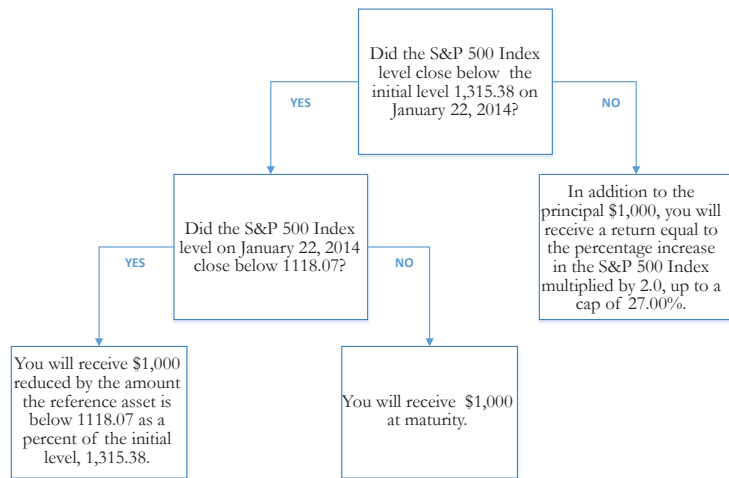 Did the S&P 500 Index
level close below the
initial level 1,315.38 on
January 22, 2014?
YES
NO
Did the S&P 500 Index
level on January 22, 2014
close below 1118.07?
In addition to the
principal $1,000, you will
receive a return equal to
the percentage increase
in the S&P 500 Index
multiplied by 2.0, up to a
cap of 27.00%.
YES
NO
You will receive $1,000
reduced by the amount
the reference asset is
below 1118.07 as a
percent of the initial
level, 1,315.38.
You will receive $1,000
at maturity.